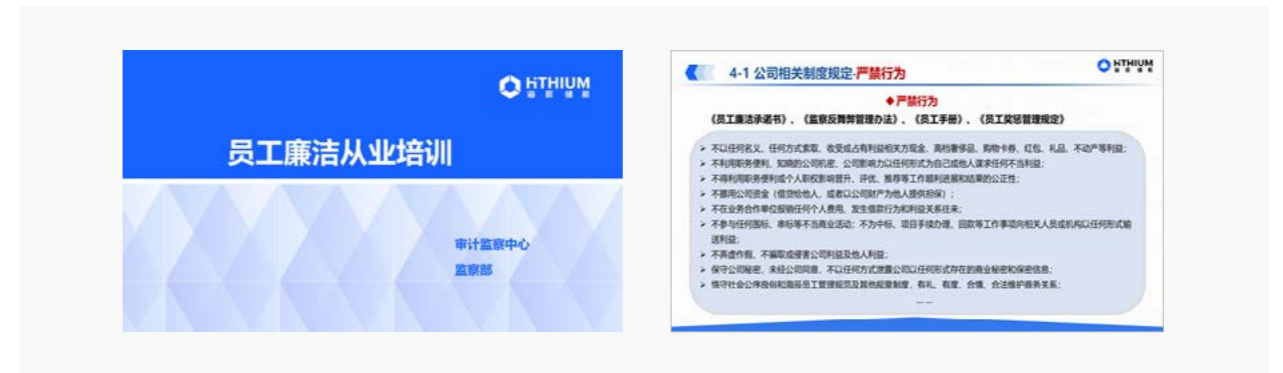 HTHIUM
海辰储能
员工廉洁从业培训
审计监察中心
监察部
4-1 公司相关制度规定-严禁行为
HTHIUM
海辰储能
◆严禁行为
《员工廉洁承诺书》、《监察反舞弊管理办法》、《员工手册》、《员工奖惩管理规定》
➢ 不以任何名义、任何方式索取、收受或占有利益相关方现金、高档奢侈品、购物卡券、红包、礼品、不动产等利益;
➢ 不利用职务便利、知晓的公司机密、公司影响力以任何形式为自己或他人谋求任何不当利益;
➢ 不得利用职务便利或个人职权影响晋升、评优、推荐等工作顺利进展和结果的公正性;
➢ 不挪用公司资金(借贷给他人、或者以公司财产为他人提供担保);
➢ 不在业务合作单位报销任何个人费用、发生借款行为和利益关系往来;
➢ 不参与任何围标、串标等不当商业活动; 不为中标、项目手续办理、回款等工作事项向相关人员或机构以任何形式输
送利益;
➢ 不弄虚作假、不骗取或侵害公司利益及他人利益;
➢ 保守公司秘密、未经公司同意、不以任何方式泄露公司以任何形式存在的商业秘密和保密信息;
➢ 恪守社会公序良俗和海辰员工管理规范及其他规章制度、有礼、有度、合情、合法维护商务关系;
... ...